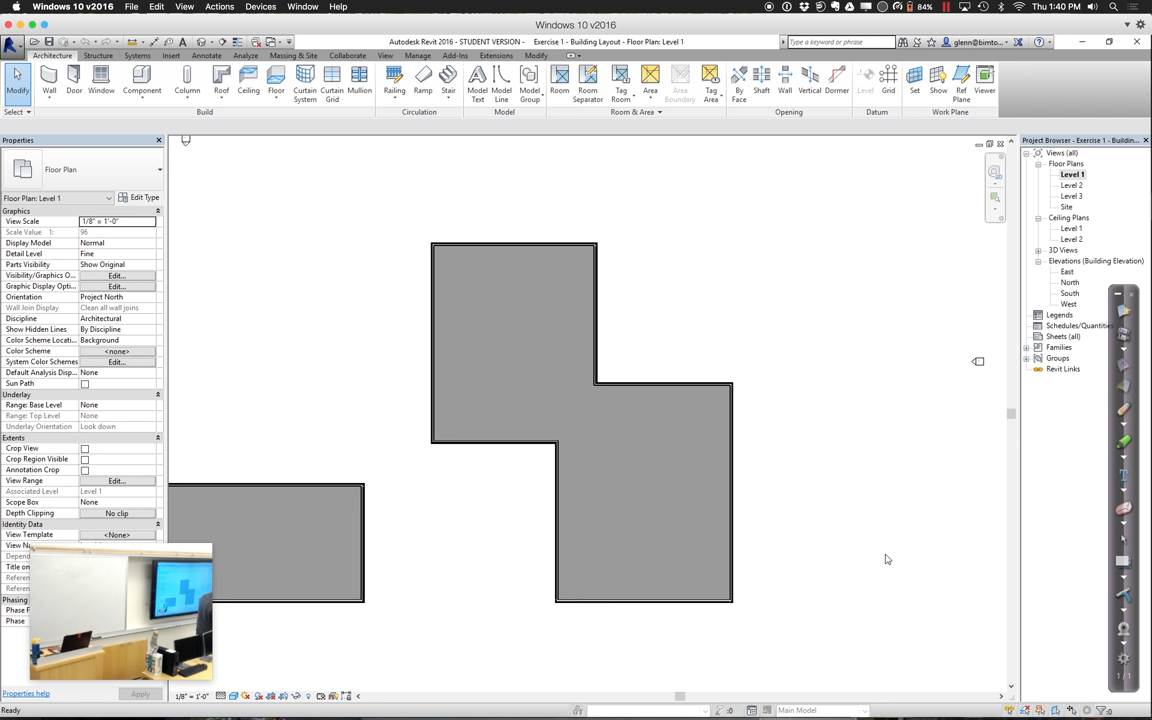 Windows 10 v2016 File Edit View Actions Devices Window Help
84% Thu 1:40 PM
Windows 10 v2016
Autodesk Revit 2016 - STUDENT VERSION - Exercise 1 - Building Layout - Floor Plan: Level 1
Type a keyword or phrase
glenn@bimto...
Architecture Structure Systems Insert Annotate Analyze Massing & Site Collaborate View Manage Add-Ins Extensions Modify
Modify Wall Door Window Component Column Roof Ceiling Floor Curtain System Curtain Grid Mullion Railing Ramp Stair Model Text Model Line Model Group Room Room Separator Tag Room Area Area Boundary Tag Area By Face Shaft Wall Vertical Dormer Level Grid Set Show Ref Plane Viewer
Select Build Circulation Model Room & Area Opening Datum Work Plane
Properties
Floor Plan
Floor Plan: Level 1 Edit Type
Graphics
View Scale 1/8" = 1'-0"
Scale Value 1: 96
Display Model Normal
Detail Level Fine
Parts Visibility Show Original
Visibility/Graphics O... Edit...
Graphic Display Opti... Edit...
Orientation Project North
Wall Join Display Clean all wall joins
Discipline Architectural
Show Hidden Lines By Discipline
Color Scheme Locati... Background
Color Scheme <none>
System Color Schemes Edit...
Default Analysis Disp... None
Sun Path
Underlay
Range: Base Level None
Range: Top Level None
Underlay Orientation Look down
Extents
Crop View
Crop Region Visible
Annotation Crop
View Range Edit...
Associated Level Level 1
Scope Box None
Depth Clipping No clip
Identity Data
View Template <None>
View N
Depen
Title on
Refere
Refere
Phasing
Phase F
Phase
Properties help Apply
Project Browser - Exercise 1 - Building...
Views (all)
Floor Plans
Level 1
Level 2
Level 3
Site
Ceiling Plans
Level 1
Level 2
3D Views
Elevations (Building Elevation)
East
North
South
West
Legends
Schedules/Quantities
Sheets (all)
Families
Groups
Revit Links
1 / 1
1/8" = 1'-0"
Ready
:0 Main Model :0